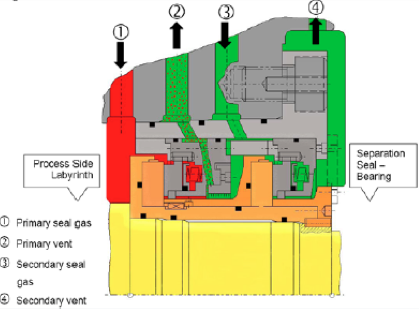 ① ② ③ ④
Process Side
Labyrinth
Separation
Seal –
Bearing
① Primary seal gas
② Primary vent
③ Secondary seal
gas
④ Secondary vent